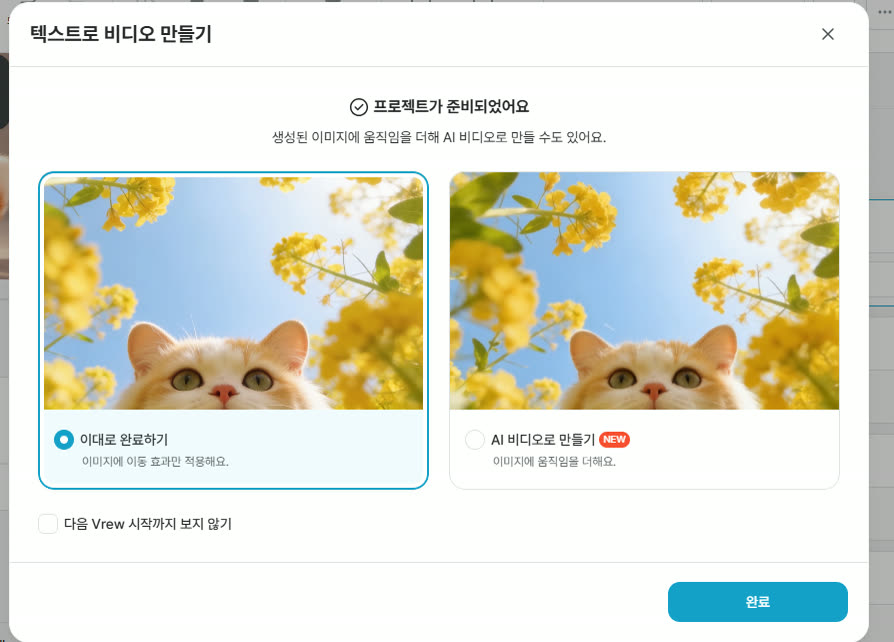 텍스트로 비디오 만들기
프로젝트가 준비되었어요
생성된 이미지에 움직임을 더해 AI 비디오로 만들 수도 있어요.
이대로 완료하기
이미지에 이동 효과만 적용해요.
AI 비디오로 만들기 NEW
이미지에 움직임을 더해요.
다음 Vrew 시작까지 보지 않기
완료